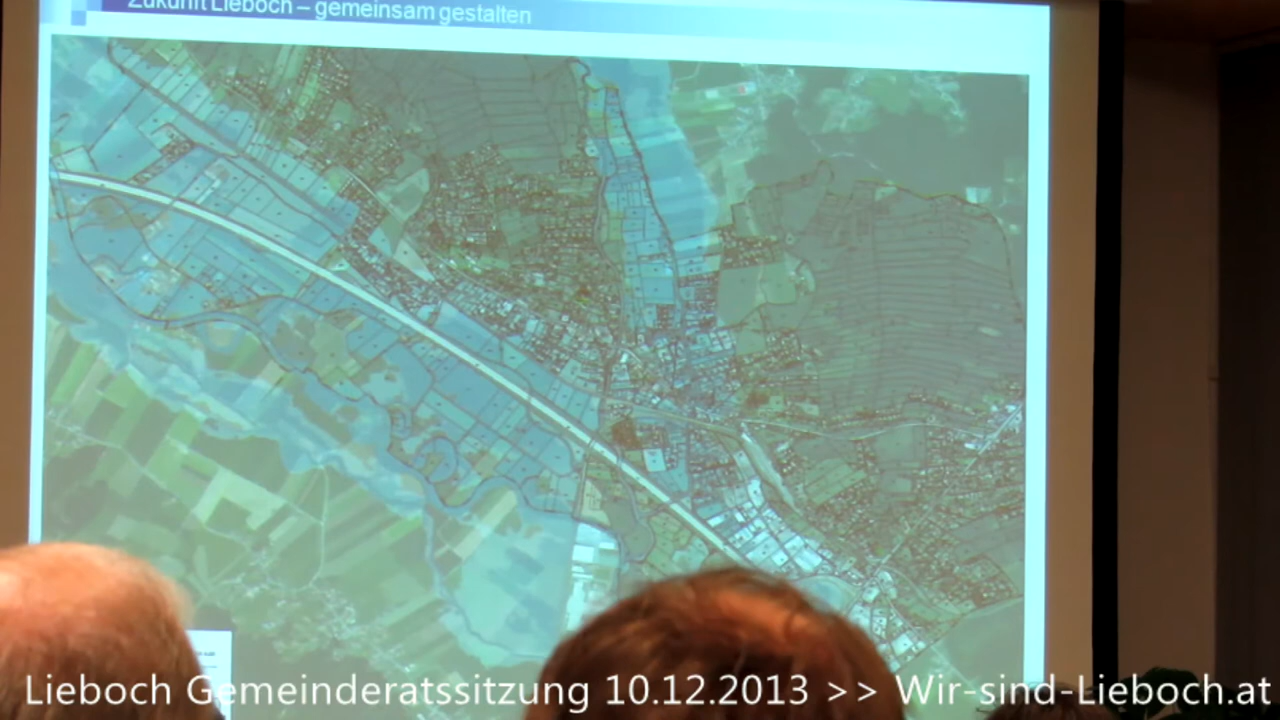 Zukunft Lieboch – gemeinsam gestalten
Lieboch Gemeinderatssitzung 10.12.2013 >> Wir-sind-Lieboch.at